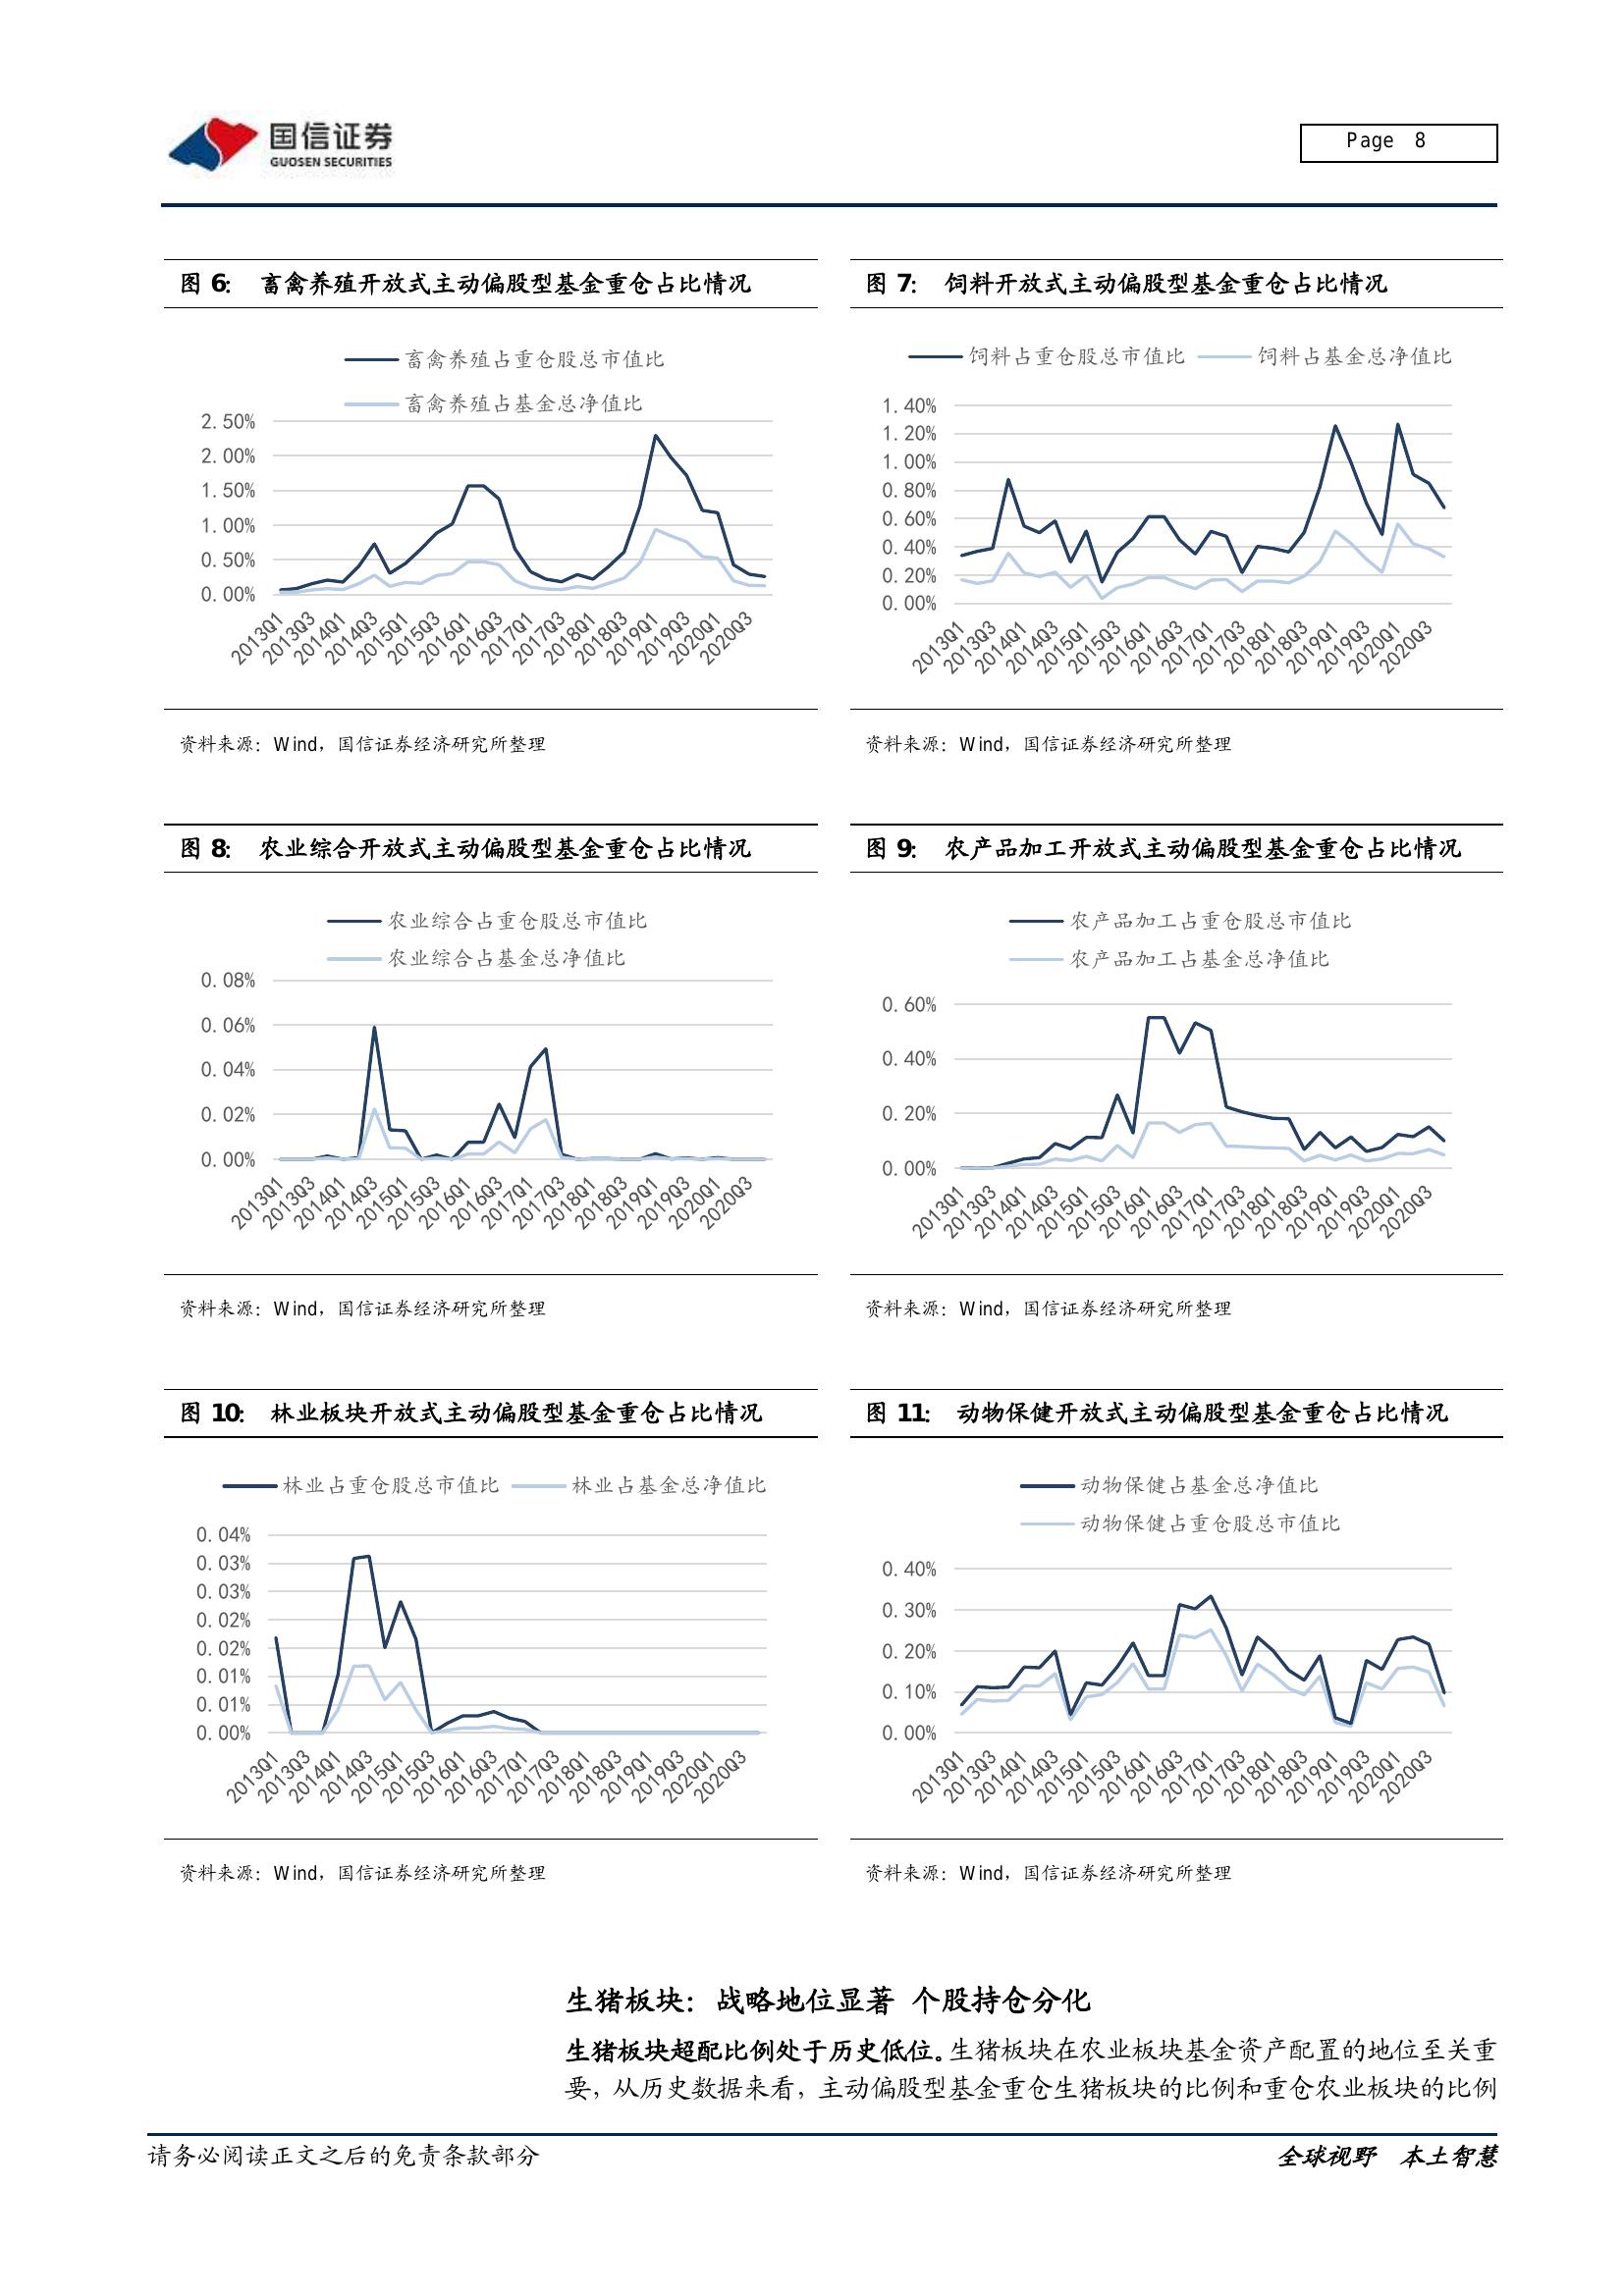 国信证券
GUOSEN SECURITIES
Page 8
图 6： 畜禽养殖开放式主动偏股型基金重仓占比情况
畜禽养殖占重仓股总市值比
畜禽养殖占基金总净值比
2.50%
2.00%
1.50%
1.00%
0.50%
0.00%
2013Q1 2013Q3 2014Q1 2014Q3 2015Q1 2015Q3 2016Q1 2016Q3 2017Q1 2017Q3 2018Q1 2018Q3 2019Q1 2019Q3 2020Q1 2020Q3
资料来源：Wind，国信证券经济研究所整理
图 7： 饲料开放式主动偏股型基金重仓占比情况
饲料占重仓股总市值比 饲料占基金总净值比
1.40%
1.20%
1.00%
0.80%
0.60%
0.40%
0.20%
0.00%
2013Q1 2013Q3 2014Q1 2014Q3 2015Q1 2015Q3 2016Q1 2016Q3 2017Q1 2017Q3 2018Q1 2018Q3 2019Q1 2019Q3 2020Q1 2020Q3
资料来源：Wind，国信证券经济研究所整理
图 8： 农业综合开放式主动偏股型基金重仓占比情况
农业综合占重仓股总市值比
农业综合占基金总净值比
0.08%
0.06%
0.04%
0.02%
0.00%
2013Q1 2013Q3 2014Q1 2014Q3 2015Q1 2015Q3 2016Q1 2016Q3 2017Q1 2017Q3 2018Q1 2018Q3 2019Q1 2019Q3 2020Q1 2020Q3
资料来源：Wind，国信证券经济研究所整理
图 9： 农产品加工开放式主动偏股型基金重仓占比情况
农产品加工占重仓股总市值比
农产品加工占基金总净值比
0.60%
0.40%
0.20%
0.00%
2013Q1 2013Q3 2014Q1 2014Q3 2015Q1 2015Q3 2016Q1 2016Q3 2017Q1 2017Q3 2018Q1 2018Q3 2019Q1 2019Q3 2020Q1 2020Q3
资料来源：Wind，国信证券经济研究所整理
图 10： 林业板块开放式主动偏股型基金重仓占比情况
林业占重仓股总市值比 林业占基金总净值比
0.04%
0.03%
0.03%
0.02%
0.02%
0.01%
0.01%
0.00%
2013Q1 2013Q3 2014Q1 2014Q3 2015Q1 2015Q3 2016Q1 2016Q3 2017Q1 2017Q3 2018Q1 2018Q3 2019Q1 2019Q3 2020Q1 2020Q3
资料来源：Wind，国信证券经济研究所整理
图 11： 动物保健开放式主动偏股型基金重仓占比情况
动物保健占基金总净值比
动物保健占重仓股总市值比
0.40%
0.30%
0.20%
0.10%
0.00%
2013Q1 2013Q3 2014Q1 2014Q3 2015Q1 2015Q3 2016Q1 2016Q3 2017Q1 2017Q3 2018Q1 2018Q3 2019Q1 2019Q3 2020Q1 2020Q3
资料来源：Wind，国信证券经济研究所整理
生猪板块：战略地位显著 个股持仓分化
生猪板块超配比例处于历史低位。生猪板块在农业板块基金资产配置的地位至关重
要，从历史数据来看，主动偏股型基金重仓生猪板块的比例和重仓农业板块的比例
请务必阅读正文之后的免责条款部分
全球视野 本土智慧